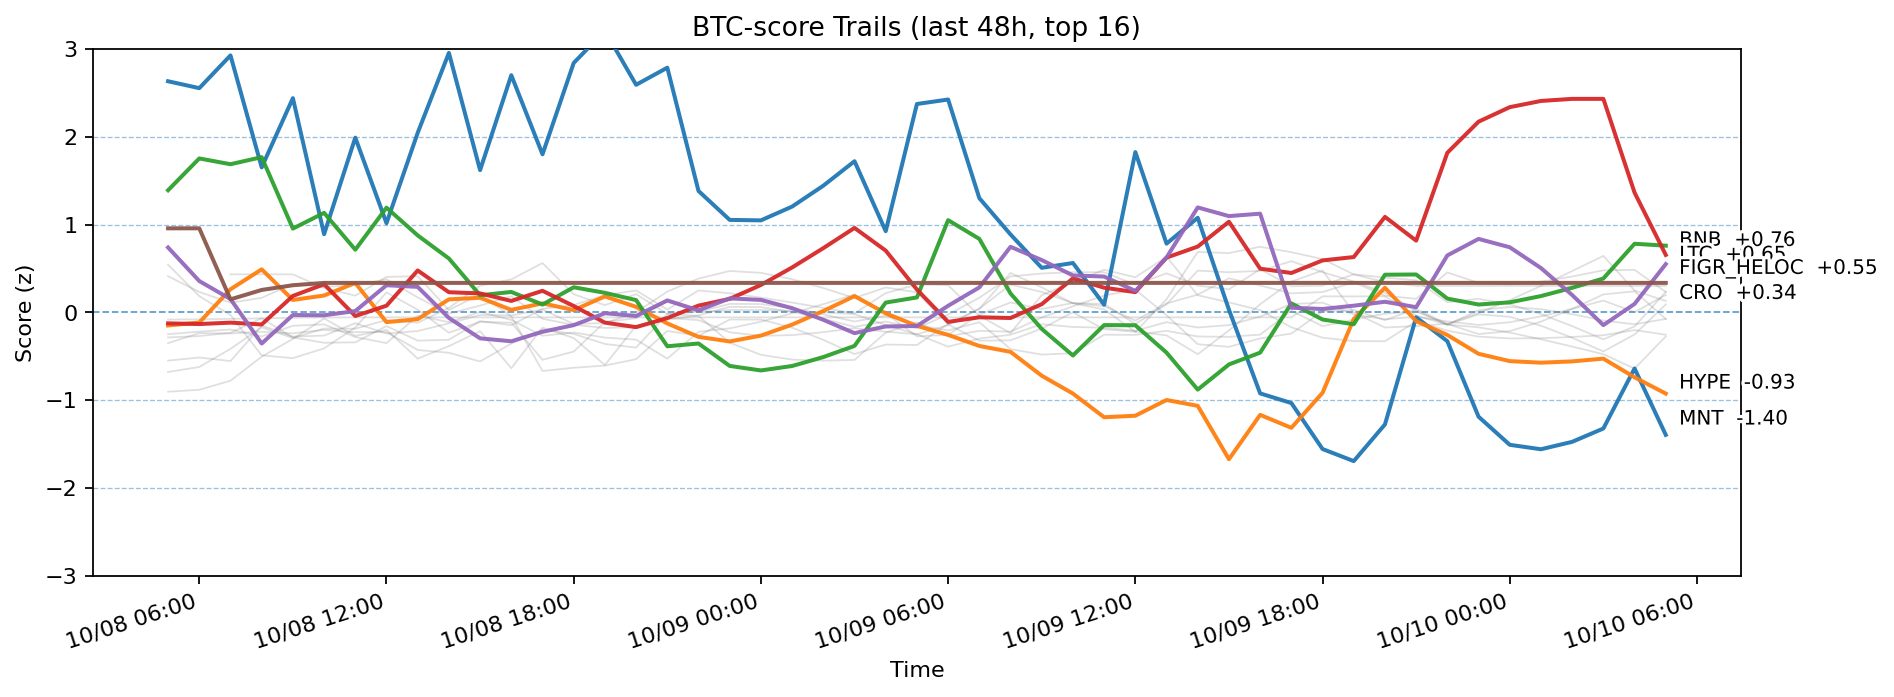 BTC-score Trails (last 48h, top 16)
Score (z)
3
2
1
0
−1
−2
−3
BNB +0.76
LTC +0.65
FIGR_HELOC +0.55
CRO +0.34
HYPE -0.93
MNT -1.40
10/08 06:00
10/08 12:00
10/08 18:00
10/09 00:00
10/09 06:00
10/09 12:00
10/09 18:00
10/10 00:00
10/10 06:00
Time